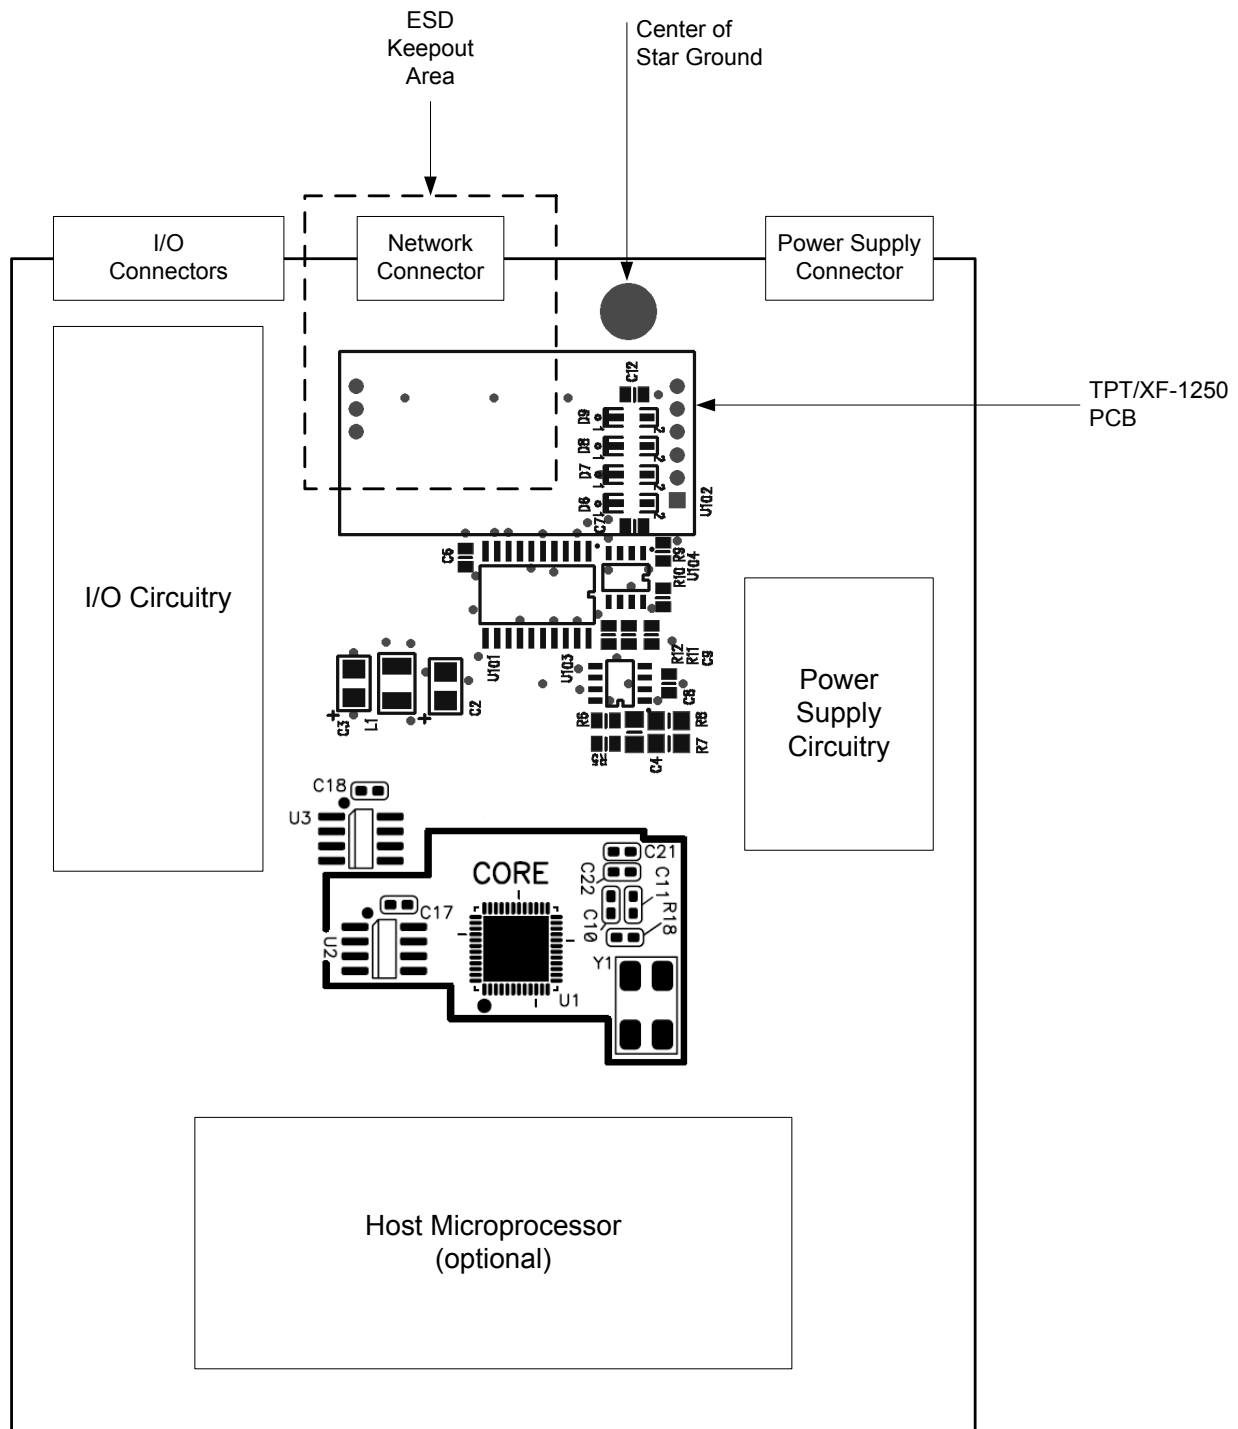 ESD
Keepout
Area
Center of
Star Ground
I/O
Connectors
Network
Connector
Power Supply
Connector
TPT/XF-1250
PCB
C12
D9
D8
D7
D6
C7
U102
C6
R9
U104
R10
I/O Circuitry
U101
U103
R12
R11
C9
C8
Power
Supply
Circuitry
C3
L1
C2
R6
R8
R7
C4
C18
U3
CORE
C21
C22
C11
C10
R18
C17
U2
Y1
U1
Host Microprocessor
(optional)